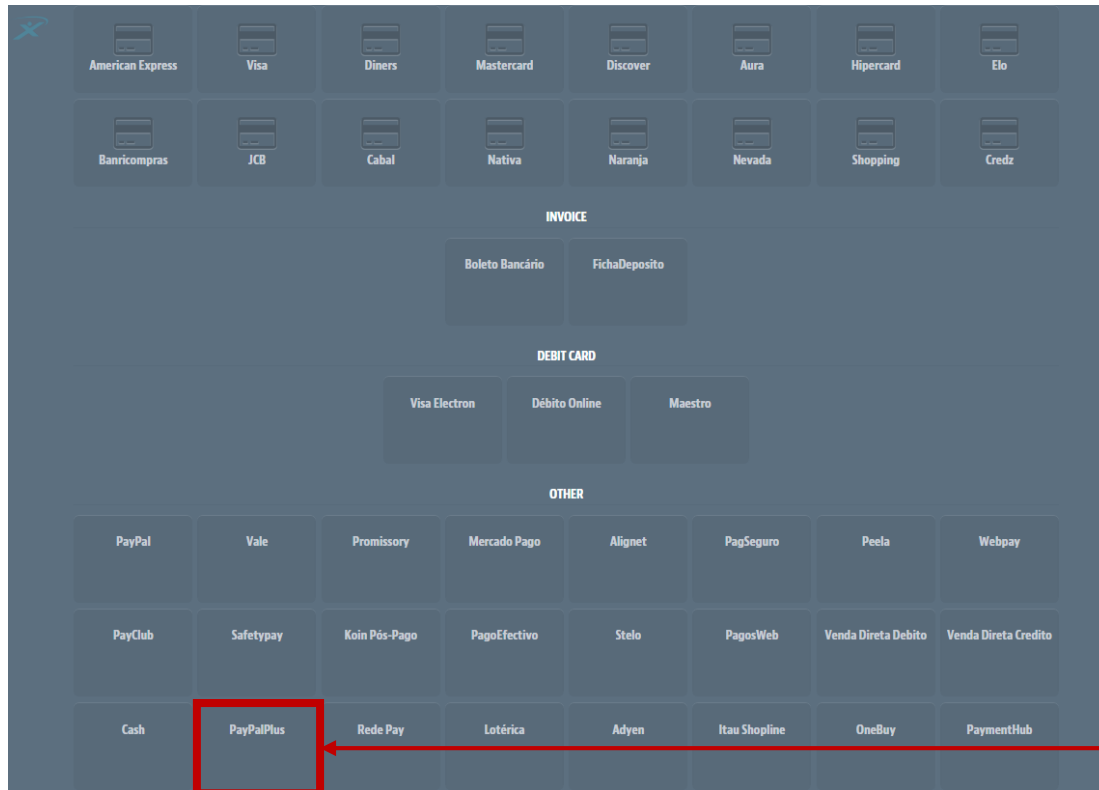 American Express Visa Diners Mastercard Discover Aura Hipercard Elo
Banricompras JCB Cabal Nativa Naranja Nevada Shopping Credz
INVOICE
Boleto Bancário FichaDeposito
DEBIT CARD
Visa Electron Débito Online Maestro
OTHER
PayPal Vale Promissory Mercado Pago Alignet PagSeguro Peela Webpay
PayClub Safetypay Koin Pós-Pago PagoEfectivo Stelo PagosWeb Venda Direta Debito Venda Direta Credito
Cash PayPalPlus Rede Pay Lotérica Adyen Itau Shopline OneBuy PaymentHub